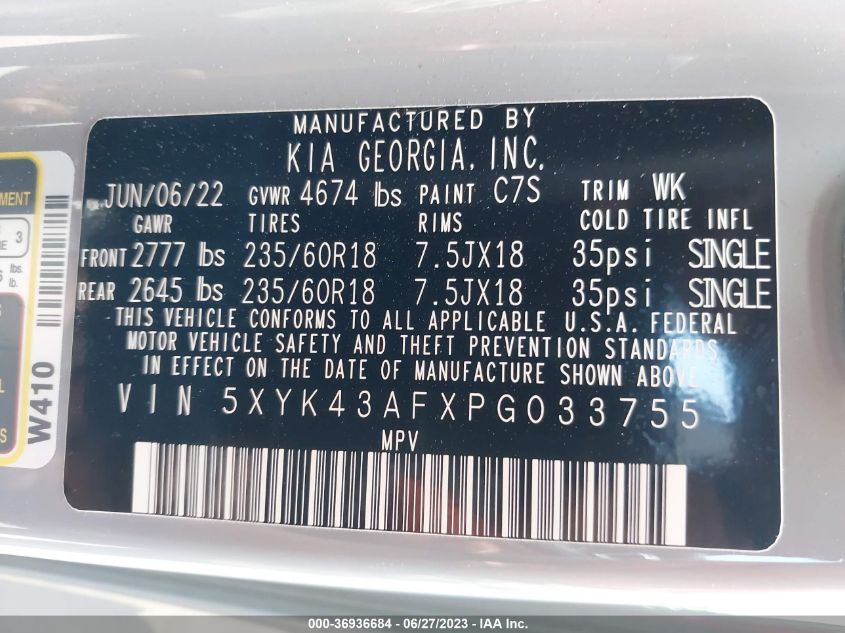 MANUFACTURED BY
KIA GEORGIA, INC.
JUN/06/22 GVWR 4674 lbs PAINT C7S TRIM WK
GAWR TIRES RIMS COLD TIRE INFL
FRONT 2777 lbs 235/60R18 7.5JX18 35psi SINGLE
REAR 2645 lbs 235/60R18 7.5JX18 35psi SINGLE
THIS VEHICLE CONFORMS TO ALL APPLICABLE U.S.A. FEDERAL
MOTOR VEHICLE SAFETY AND THEFT PREVENTION STANDARDS
IN EFFECT ON THE DATE OF MANUFACTURE SHOWN ABOVE
VIN 5XYK43AFXPG033755
MPV
3
lbs.
lb.
W410
000-36936684 - 06/27/2023 - IAA Inc.